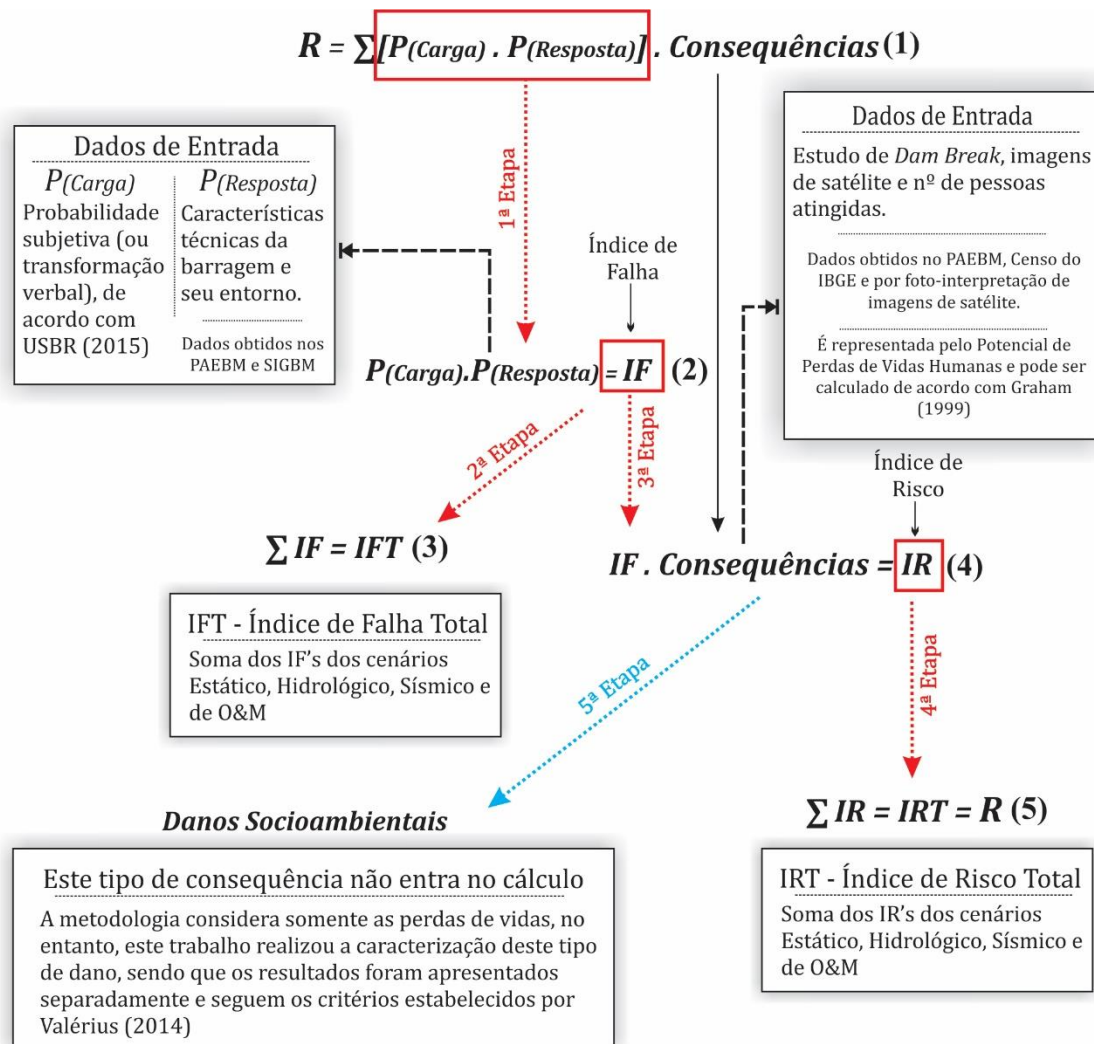 R = ∑[P(Carga) . P(Resposta)] . Consequências (1)
Dados de Entrada
P(Carga)
Probabilidade
subjetiva (ou
transformação
verbal), de
acordo com
USBR (2015)
P(Resposta)
Características
técnicas da
barragem e
seu entorno.
Dados obtidos nos
PAEBM e SIGBM
1ª Etapa
Dados de Entrada
Estudo de Dam Break, imagens
de satélite e nº de pessoas
atingidas.
Dados obtidos no PAEBM, Censo do
IBGE e por foto-interpretação de
imagens de satélite.
É representada pelo Potencial de
Perdas de Vidas Humanas e pode ser
calculado de acordo com Graham
(1999)
Índice de
Falha
P(Carga).P(Resposta) = IF (2)
2ª Etapa
3ª Etapa
Índice de
Risco
∑ IF = IFT (3)
IF . Consequências = IR (4)
IFT - Índice de Falha Total
Soma dos IF's dos cenários
Estático, Hidrológico, Sísmico e
de O&M
5ª Etapa
4ª Etapa
Danos Socioambientais
Este tipo de consequência não entra no cálculo
A metodologia considera somente as perdas de vidas, no
entanto, este trabalho realizou a caracterização deste tipo
de dano, sendo que os resultados foram apresentados
separadamente e seguem os critérios estabelecidos por
Valérius (2014)
∑ IR = IRT = R (5)
IRT - Índice de Risco Total
Soma dos IR's dos cenários
Estático, Hidrológico, Sísmico e
de O&M